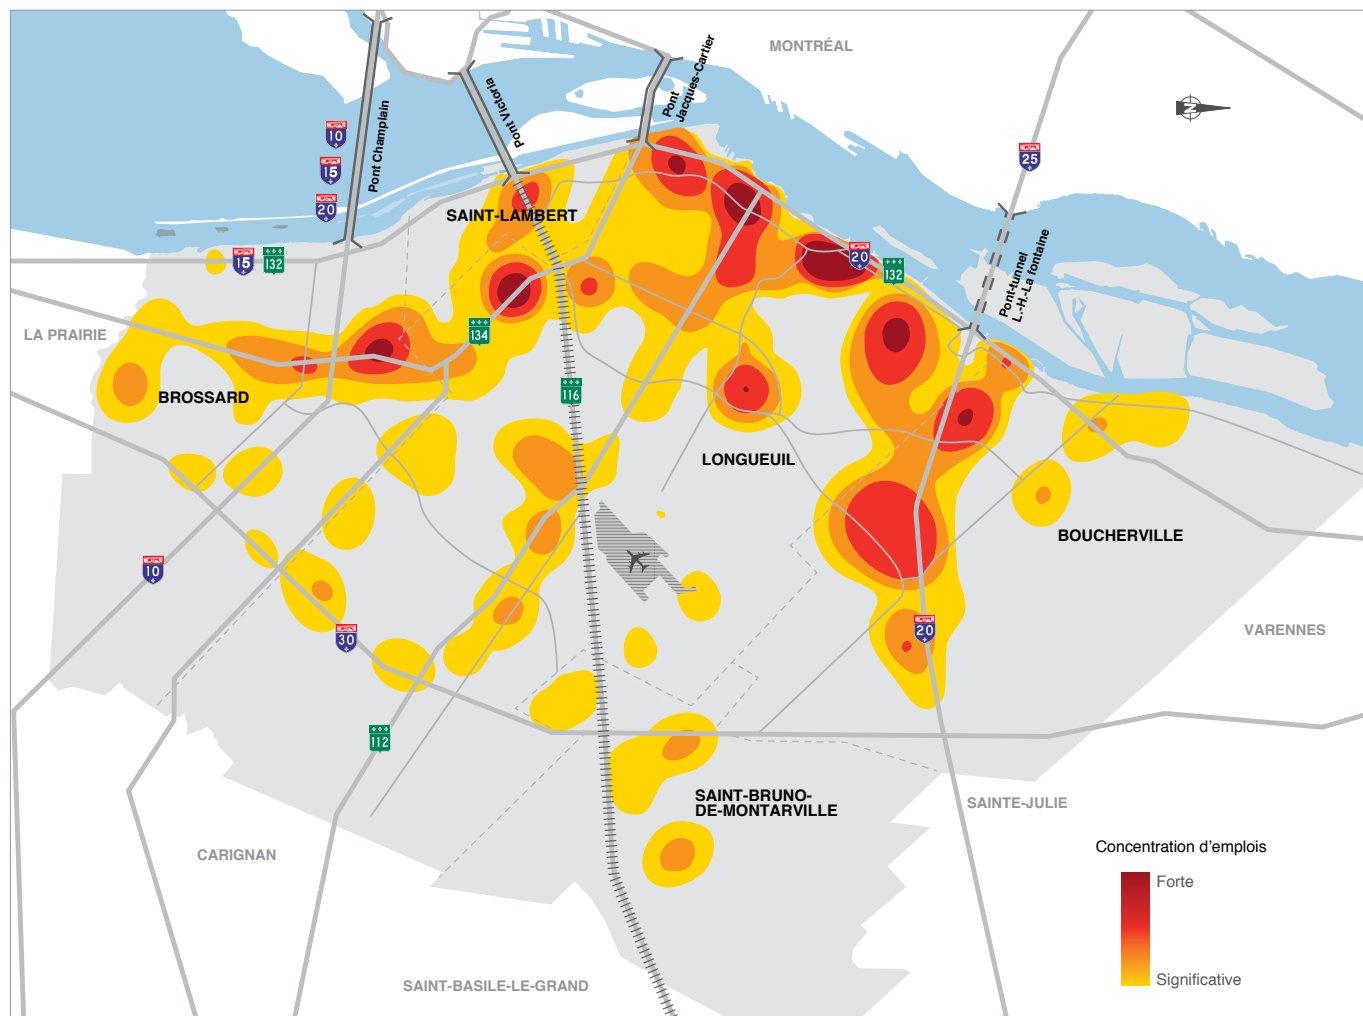 MONTRÉAL
Pont Champlain
Pont Victoria
Pont
Jacques-Cartier
N
10
15
20
25
SAINT-LAMBERT
15
132
20
132
Pont-tunnel
L.-H.-La fontaine
LA PRAIRIE
134
BROSSARD
116
LONGUEUIL
BOUCHERVILLE
10
30
20
VARENNES
112
SAINT-BRUNO-
DE-MONTARVILLE
SAINTE-JULIE
CARIGNAN
SAINT-BASILE-LE-GRAND
Concentration d'emplois
Forte
Significative